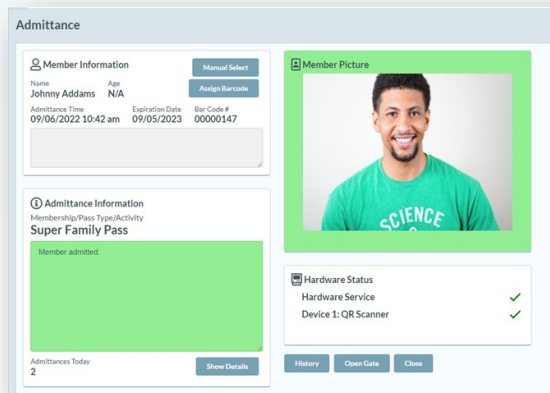 Admittance
Member Information
Manual Select
Name
Age
Assign Barcode
Johnny Addams
N/A
Admittance Time
Expiration Date
Bar Code #
09/06/2022 10:42 am
09/05/2023
00000147
Admittance Information
Membership/Pass Type/Activity
Super Family Pass
Member admitted.
Admittances Today
2
Show Details
Member Picture
SCIENCE
Hardware Status
Hardware Service
Device 1: QR Scanner
History
Open Gate
Close